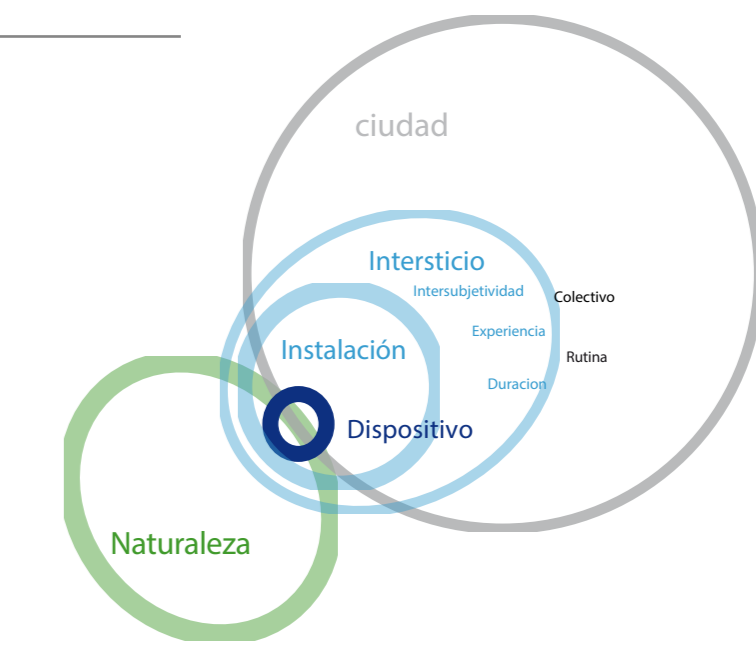 ciudad
Intersticio
Intersubjetividad
Colectivo
Experiencia
Instalación
Rutina
Duracion
Dispositivo
Naturaleza